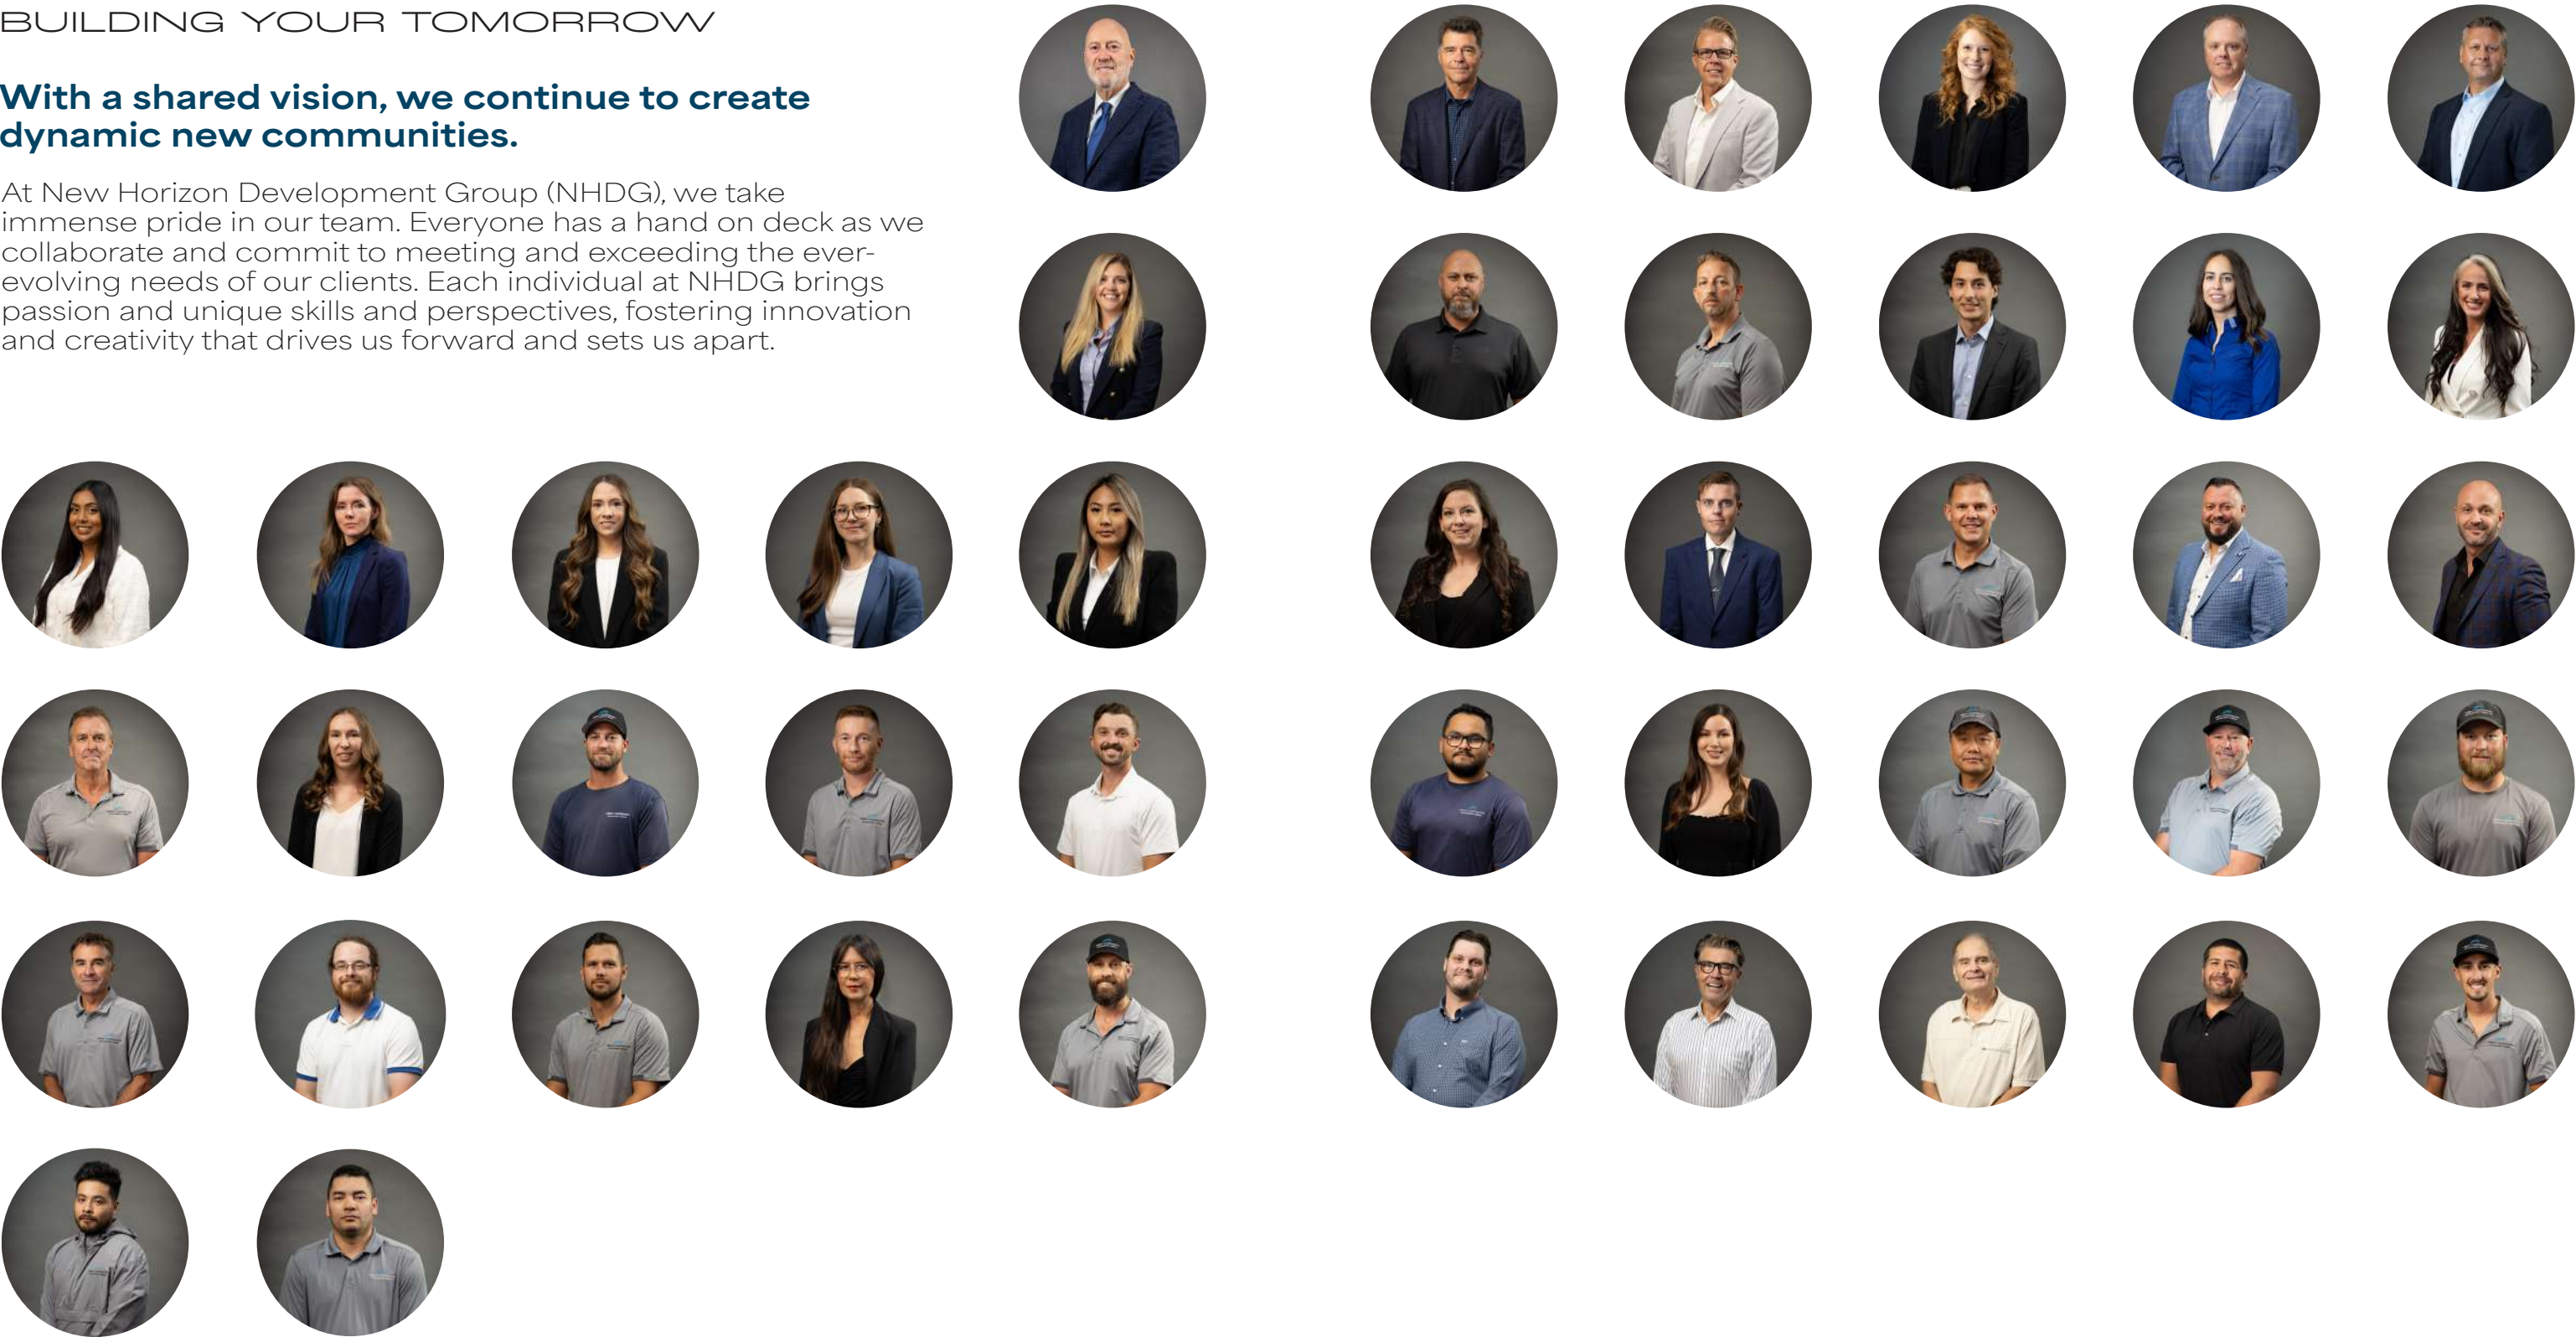 BUILDING YOUR TOMORROW
With a shared vision, we continue to create
dynamic new communities.
At New Horizon Development Group (NHDG), we take
immense pride in our team. Everyone has a hand on deck as we
collaborate and commit to meeting and exceeding the ever-
evolving needs of our clients. Each individual at NHDG brings
passion and unique skills and perspectives, fostering innovation
and creativity that drives us forward and sets us apart.